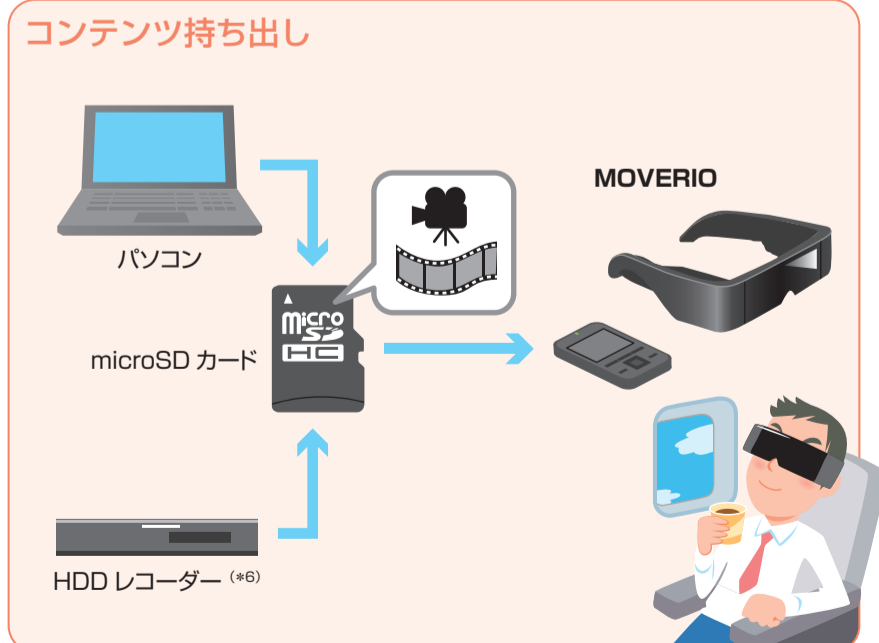 コンテンツ持ち出し
MOVERIO
パソコン
micro
SD
HC
microSD カード
HDD レコーダー (*6)